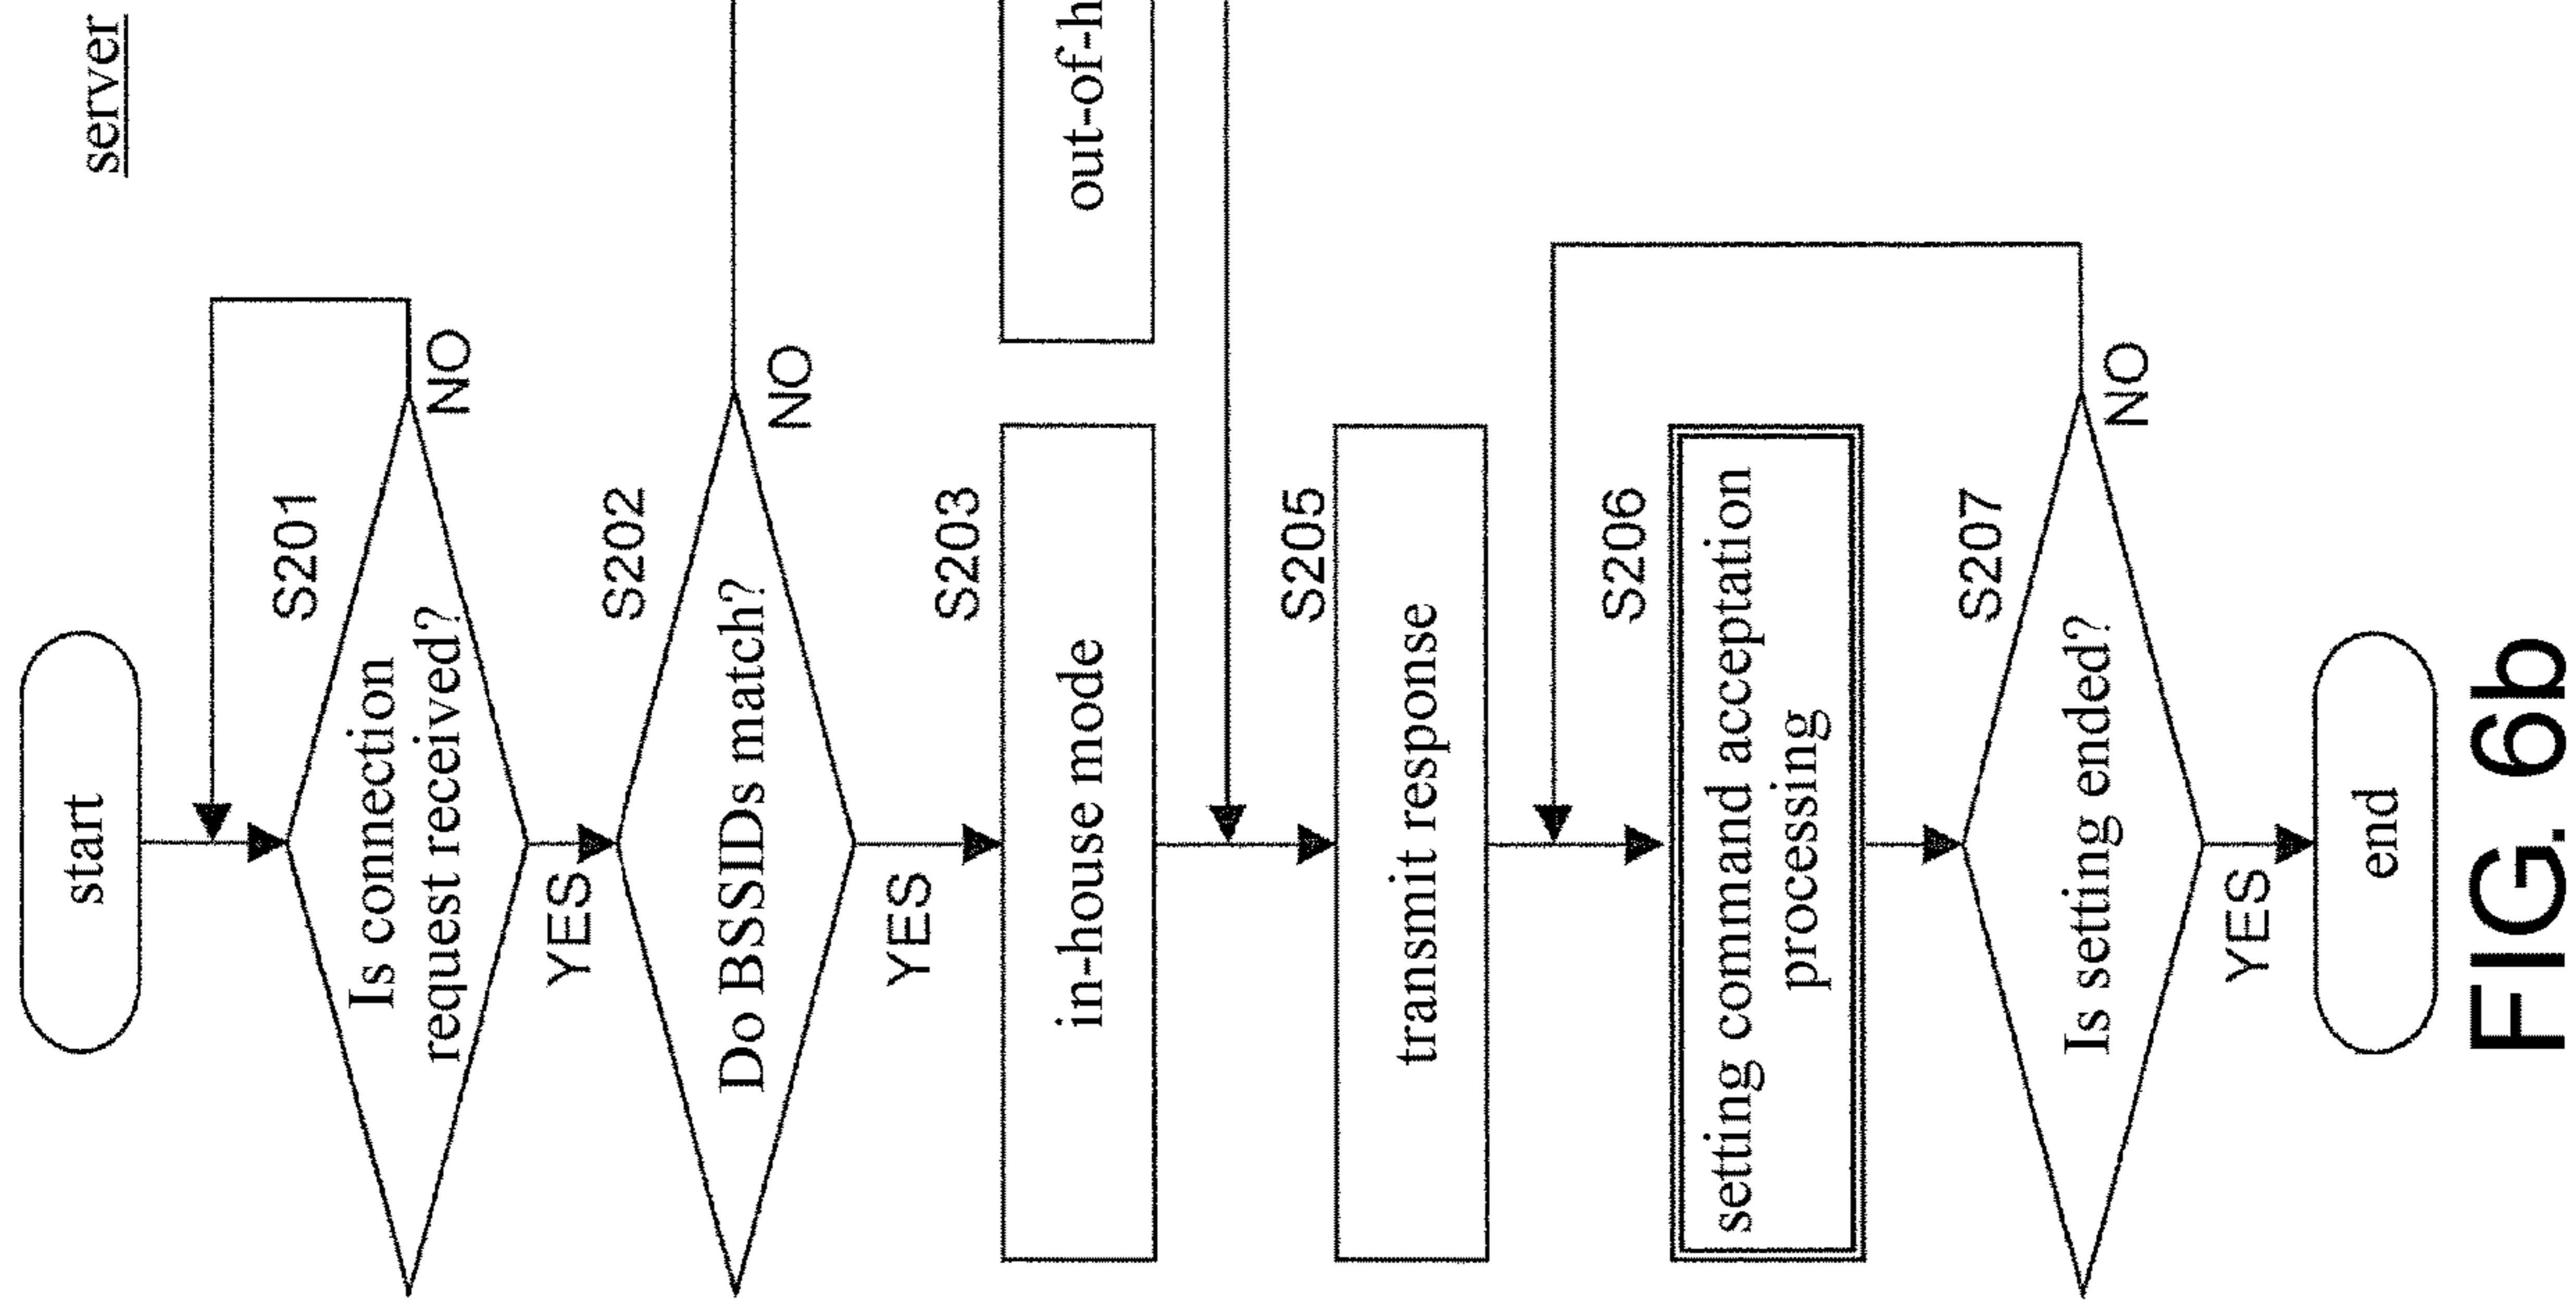 server
start
S201
Is connection
request received?
NO
YES
S202
Do BSSIDs match?
NO
YES
S203
in-house mode
out-of-h
S205
transmit response
S206
setting command acceptation
processing
S207
Is setting ended?
NO
YES
end
FIG. 6b